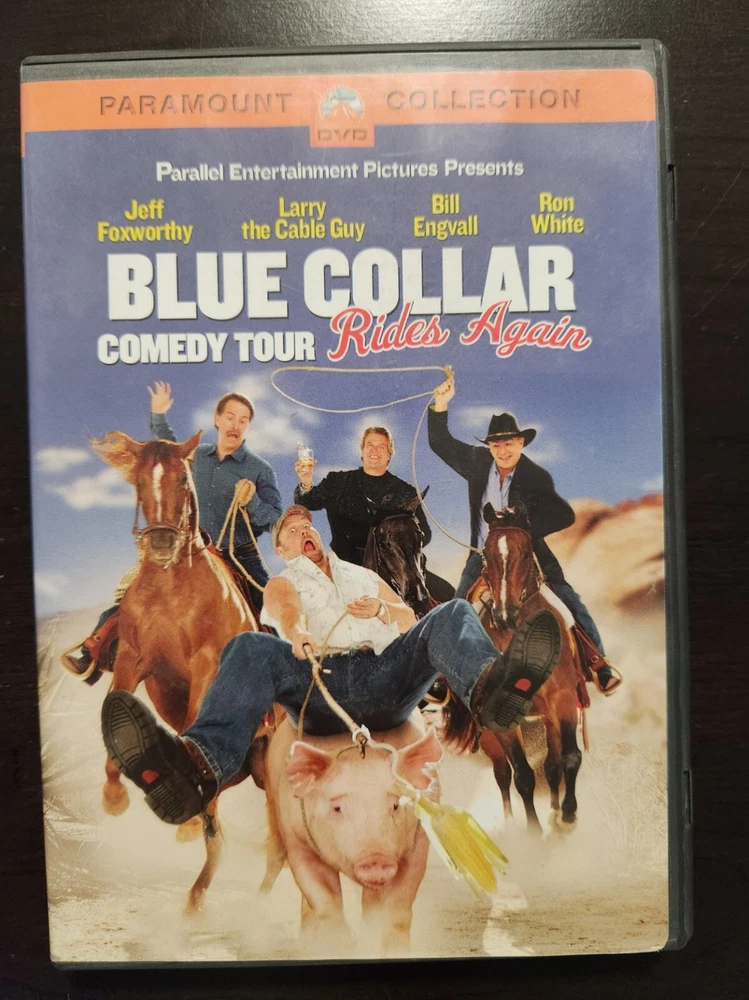 PARAMOUNT COLLECTION
DVD
Parallel Entertainment Pictures Presents
Jeff Foxworthy
Larry the Cable Guy
Bill Engvall
Ron White
BLUE COLLAR
COMEDY TOUR Rides Again